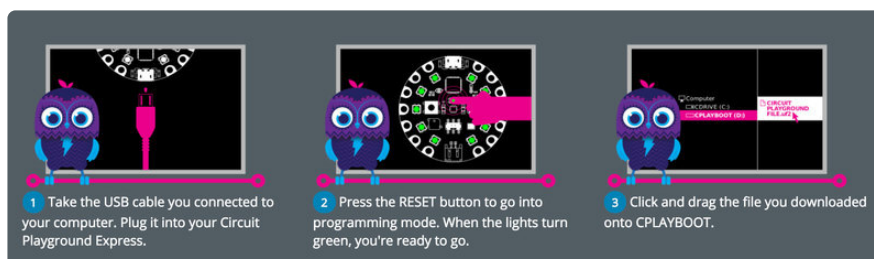 Computer
CDRIVE (C:)
CPLAYBOOT (D:)
CIRCUIT
PLAYGROUND
FILE.uf2
1 Take the USB cable you connected to
your computer. Plug it into your Circuit
Playground Express.
2 Press the RESET button to go into
programming mode. When the lights turn
green, you're ready to go.
3 Click and drag the file you downloaded
onto CPLAYBOOT.